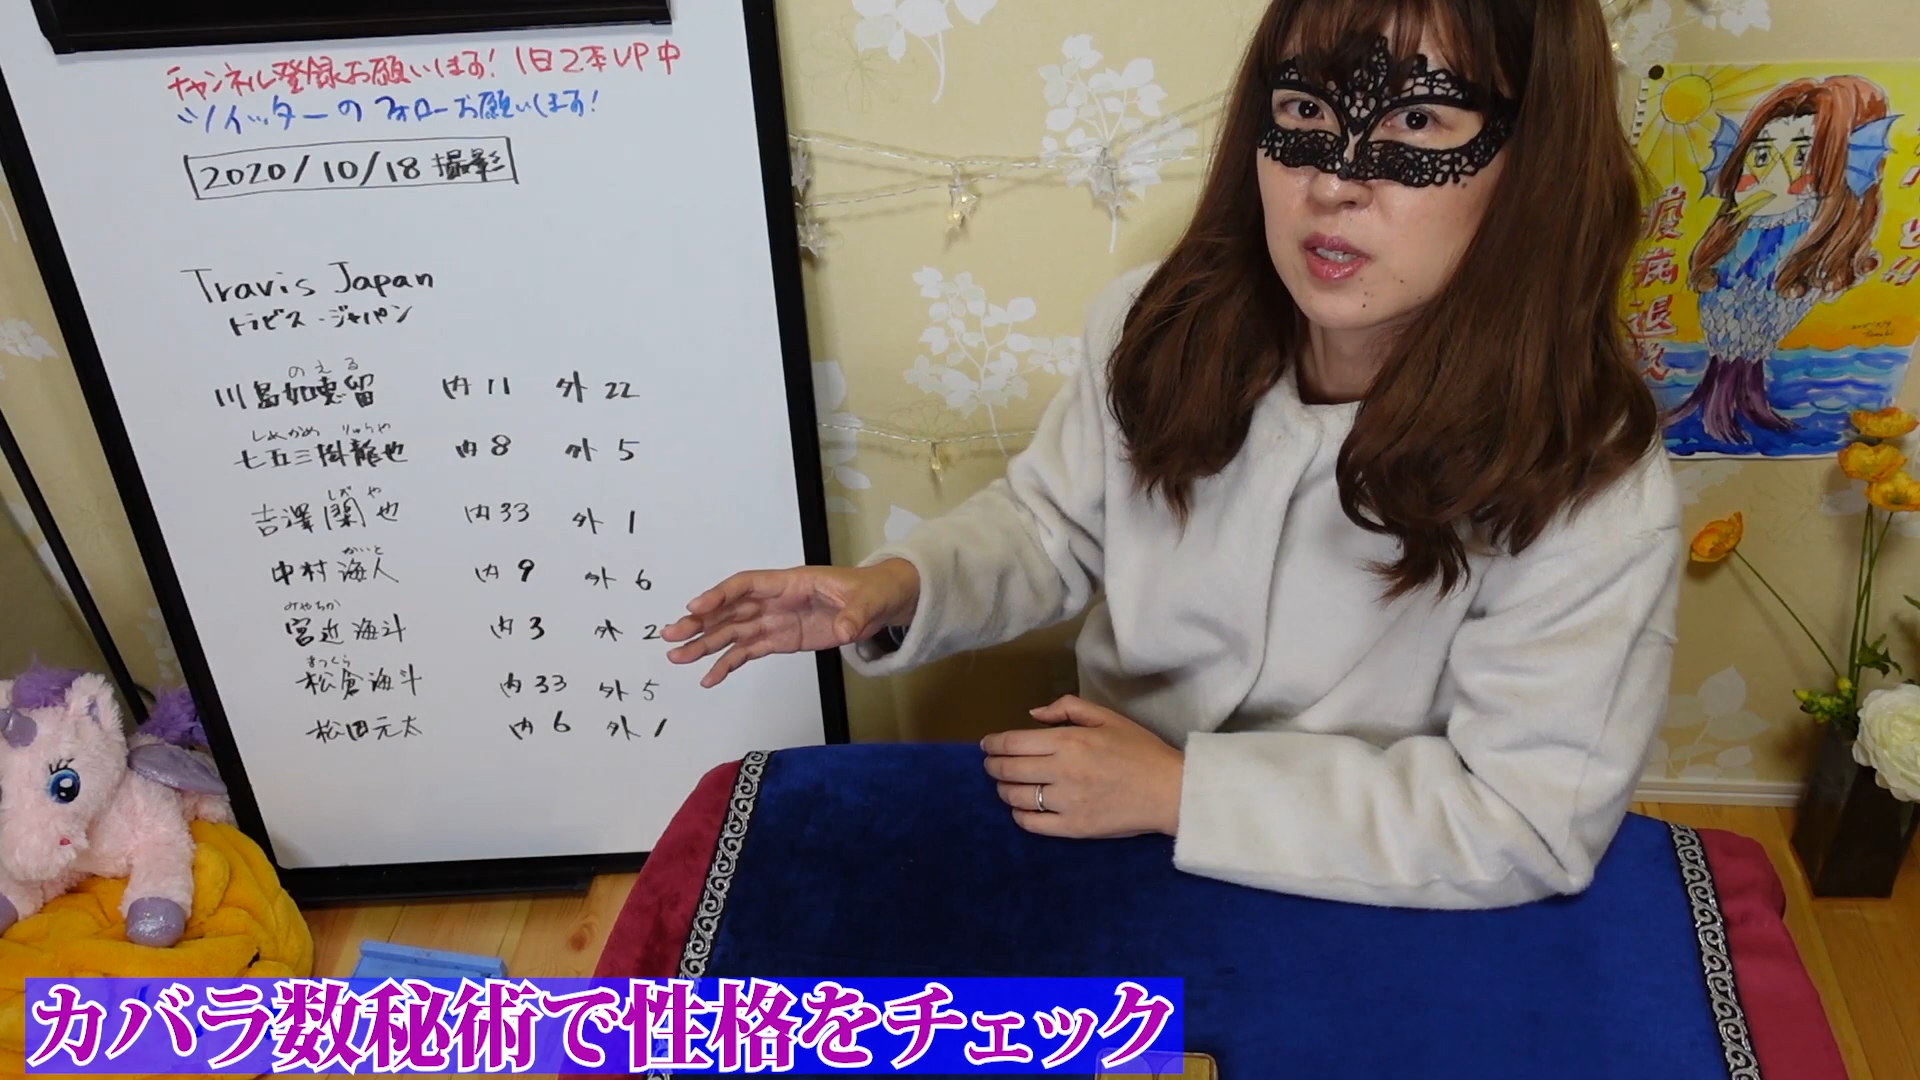 チャンネル登録お願いします! 1日2本UP中
ツイッターのフォローお願いします!
2020/10/18 撮影
Travis Japan
トラビス・ジャパン
のえる
川島如恵留 内11 外22
しめかけ りゅうや
七五三掛龍也 内8 外5
しずや
吉澤閑也 内33 外1
かいと
中村海人 内9 外6
みやちか
宮近海斗 内3 外2
まつくら
松倉海斗 内33 外5
松田元太 内6 外1
疫病退散
カバラ数秘術で性格をチェック